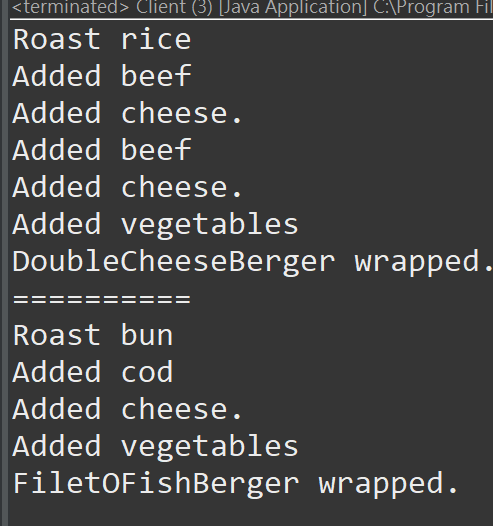 <terminated> Client (3) [Java Application] C:\Program Fil
Roast rice
Added beef
Added cheese.
Added beef
Added cheese.
Added vegetables
DoubleCheeseBerger wrapped.
==========
Roast bun
Added cod
Added cheese.
Added vegetables
FiletOFishBerger wrapped.